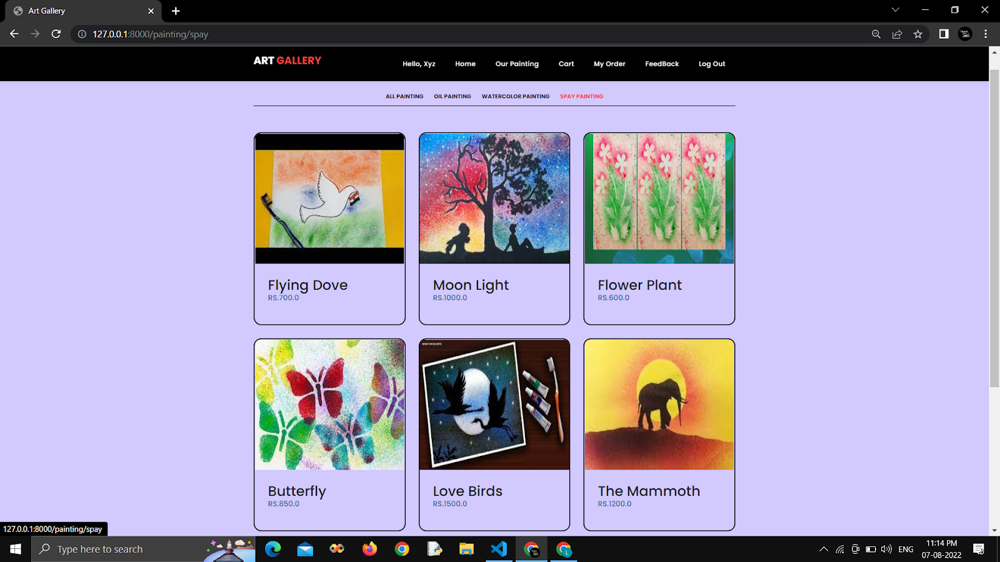 Art Gallery
127.0.0.1:8000/painting/spay
ART GALLERY
Hello, Xyz Home Our Painting Cart My Order FeedBack Log Out
ALL PAINTING OIL PAINTING WATERCOLOR PAINTING SPAY PAINTING
Flying Dove Moon Light Flower Plant
RS.700.0 RS.1000.0 RS.600.0
Butterfly Love Birds The Mammoth
RS.850.0 RS.1500.0 RS.1200.0
127.0.0.1:8000/painting/spay
Type here to search
ENG
11:14 PM
07-08-2022